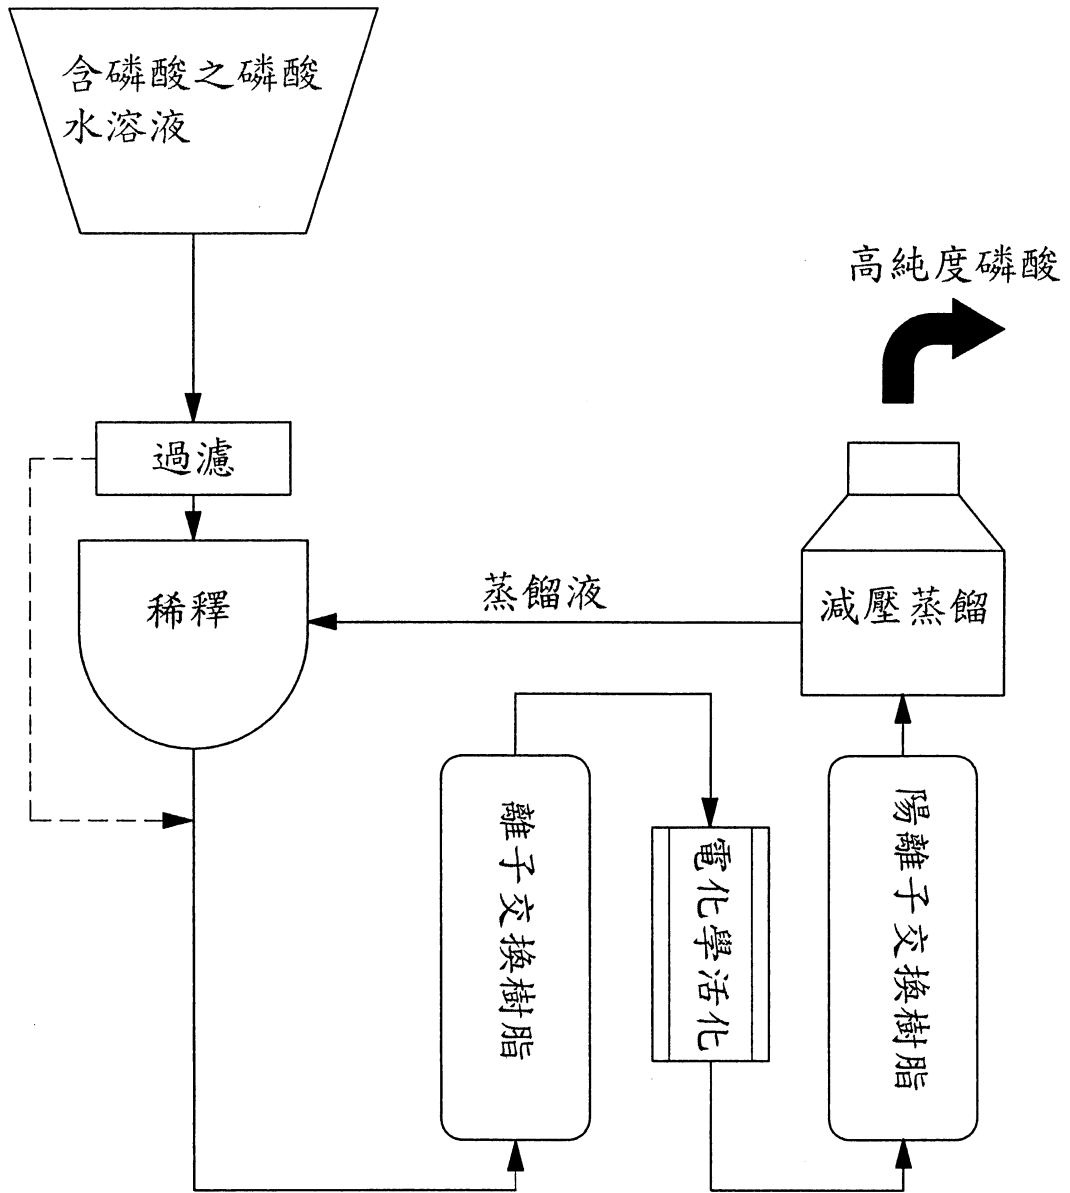 含磷酸之磷酸
水溶液
高純度磷酸
過濾
稀釋
蒸餾液
減壓蒸餾
離子交換樹脂
電化學活化
陽離子交換樹脂